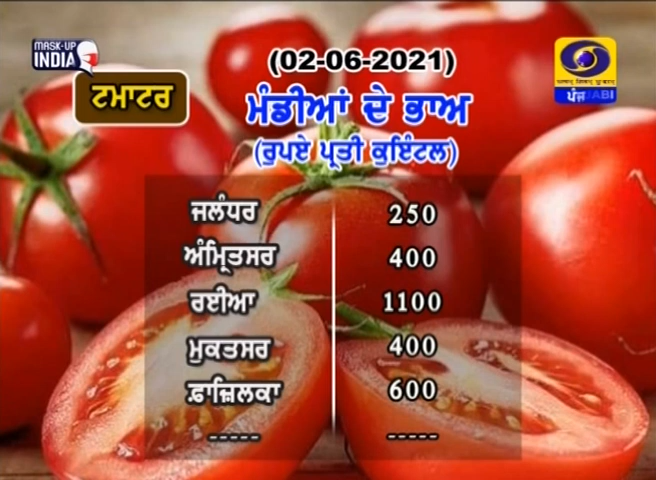 MASK-UP
INDIA
(02-06-2021)
ਟਮਾਟਰ
ਮੰਡੀਆਂ ਦੇ ਭਾਅ
(ਰੁਪਏ ਪ੍ਰਤੀ ਕੁਇੰਟਲ)
ਪੰਜABI
ਜਲੰਧਰ 250
ਅੰਮ੍ਰਿਤਸਰ 400
ਰਈਆ 1100
ਮੁਕਤਸਰ 400
ਫ਼ਾਜ਼ਿਲਕਾ 600
----- -----